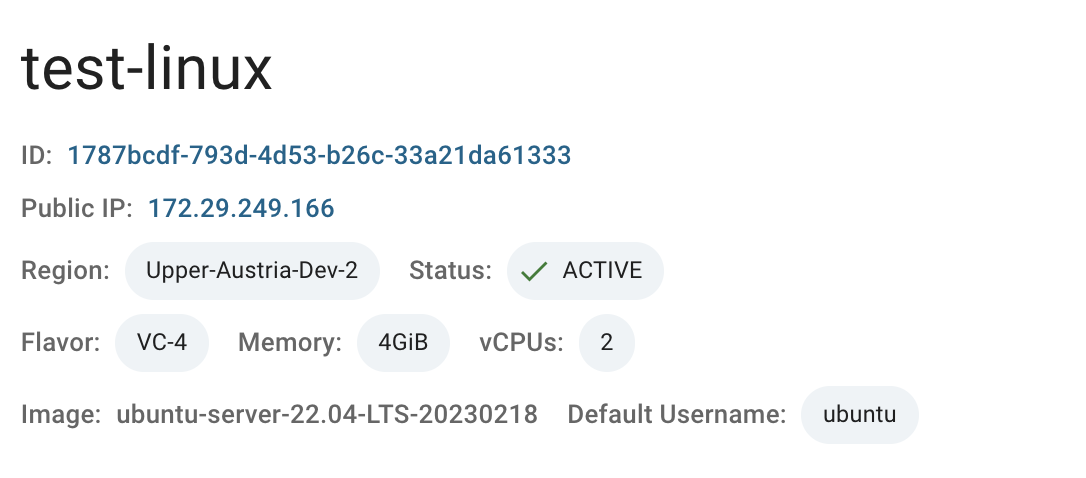 test-linux
ID: 1787bcdf-793d-4d53-b26c-33a21da61333
Public IP: 172.29.249.166
Region: Upper-Austria-Dev-2 Status: ACTIVE
Flavor: VC-4 Memory: 4GiB vCPUs: 2
Image: ubuntu-server-22.04-LTS-20230218 Default Username: ubuntu